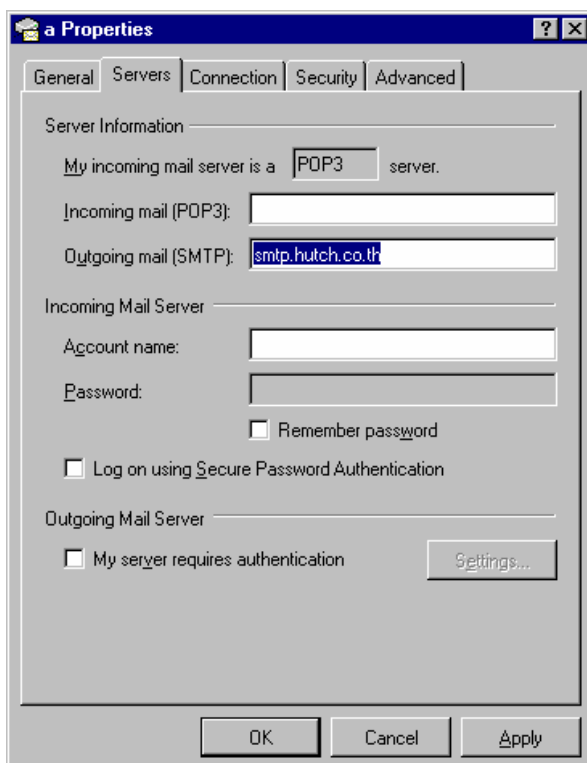 a Properties
General Servers Connection Security Advanced
Server Information
My incoming mail server is a POP3 server.
Incoming mail (POP3):
Outgoing mail (SMTP): smtp.hutch.co.th
Incoming Mail Server
Account name:
Password:
Remember password
Log on using Secure Password Authentication
Outgoing Mail Server
My server requires authentication Settings...
OK Cancel Apply